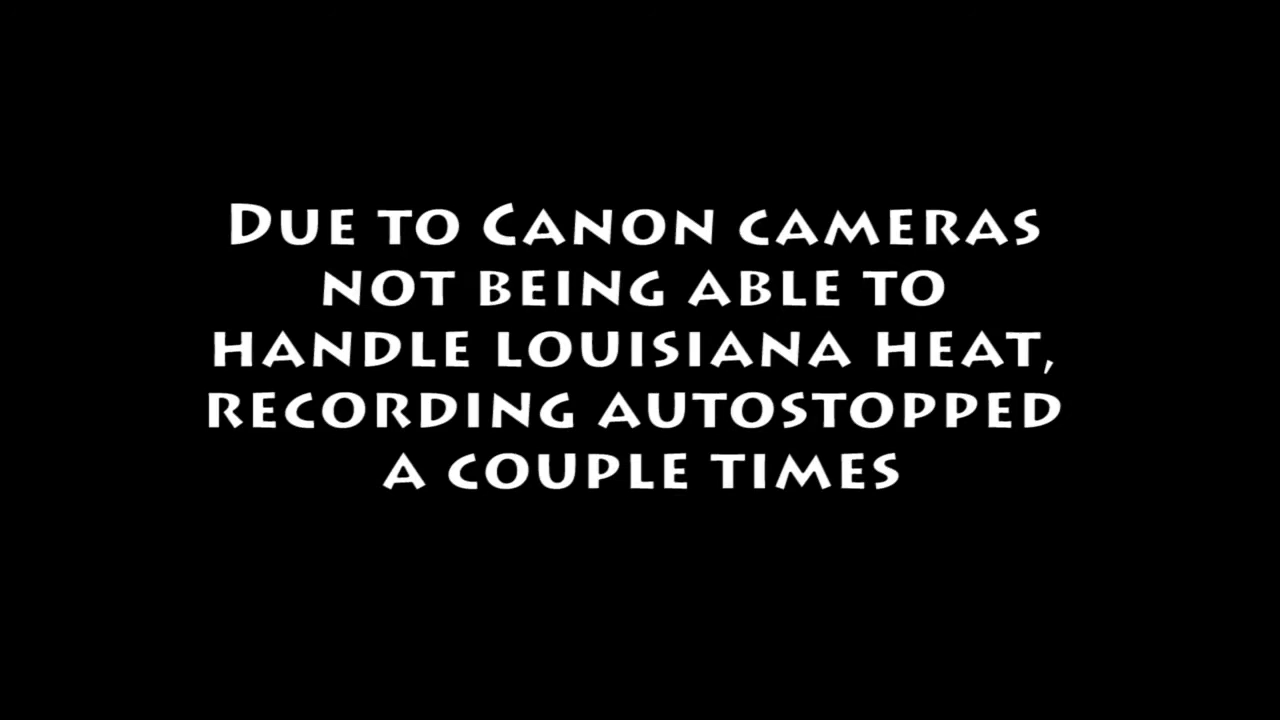 Due to Canon cameras
not being able to
handle louisiana heat,
recording autostopped
a couple times